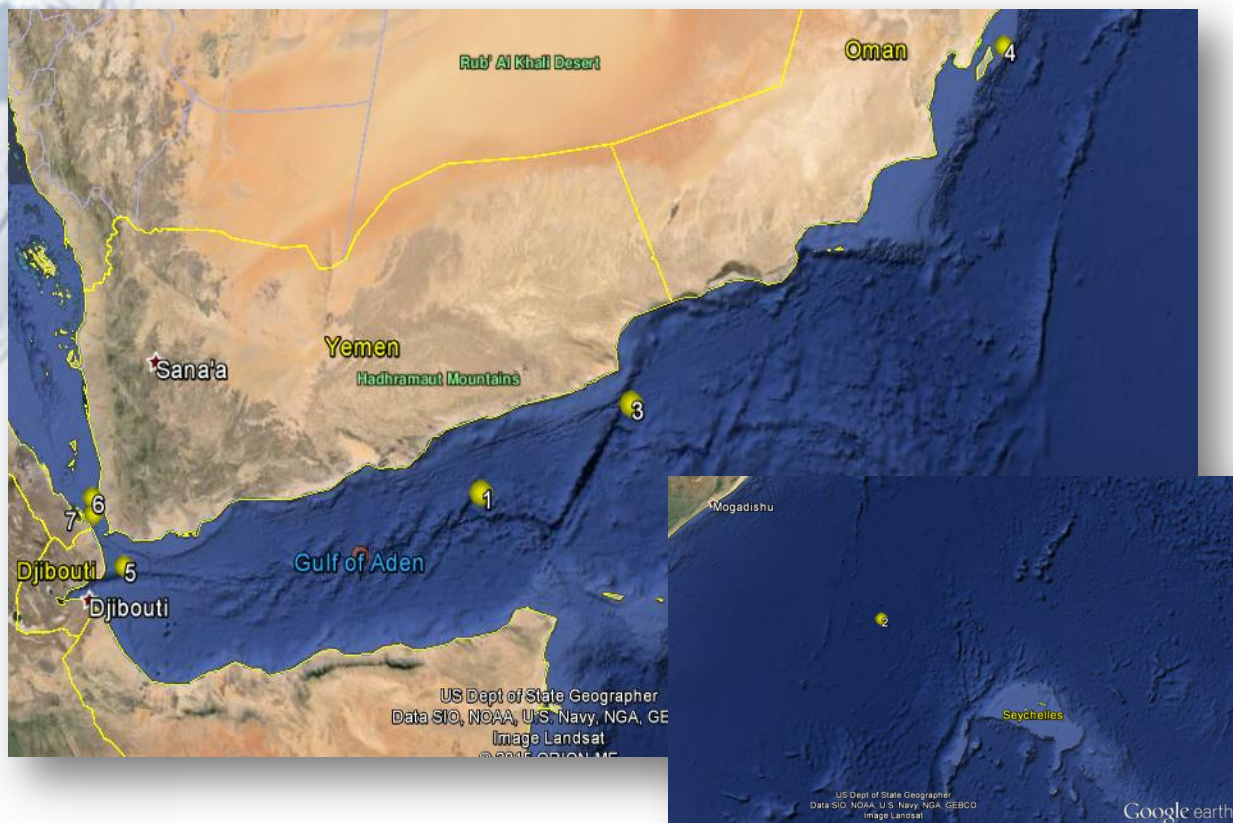 Oman
4
Rub' Al Khali Desert
Yemen
Sana'a
Hadhramaut Mountains
3
1
6
7
Gulf of Aden
5
Djibouti
Djibouti
US Dept of State Geographer
Data SIO, NOAA, U.S. Navy, NGA, GE
Image Landsat
Mogadishu
2
Seychelles
US Dept of State Geographer
Data SIO, NOAA, U.S. Navy, NGA, GEBCO
Image Landsat
Google earth